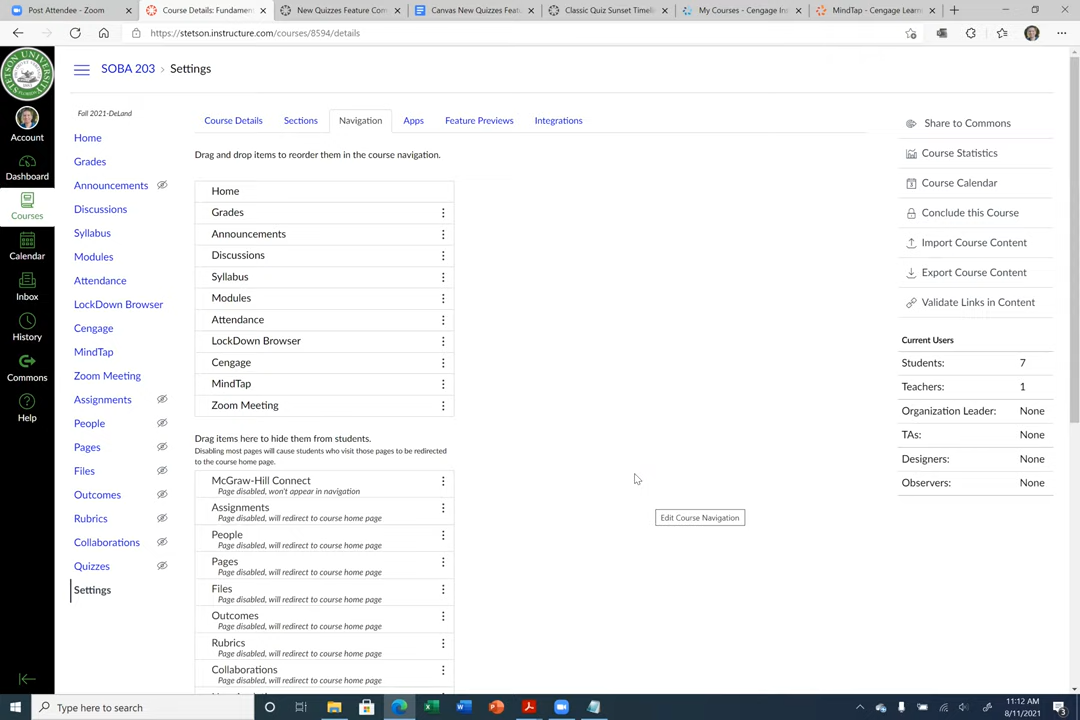 Post Attendee - Zoom
Course Details: Fundamen
New Quizzes Feature Com
Canvas New Quizzes Featu
Classic Quiz Sunset Timeline
My Courses - Cengage Ins
MindTap - Cengage Learn
https://stetson.instructure.com/courses/8594/details
STETSON UNIVERSITY
SOBA 203 › Settings
Account
Dashboard
Courses
Calendar
Inbox
History
Commons
Help
Fall 2021-DeLand
Home
Grades
Announcements
Discussions
Syllabus
Modules
Attendance
LockDown Browser
Cengage
MindTap
Zoom Meeting
Assignments
People
Pages
Files
Outcomes
Rubrics
Collaborations
Quizzes
Settings
Course Details
Sections
Navigation
Apps
Feature Previews
Integrations
Drag and drop items to reorder them in the course navigation.
Home
Grades
Announcements
Discussions
Syllabus
Modules
Attendance
LockDown Browser
Cengage
MindTap
Zoom Meeting
Drag items here to hide them from students.
Disabling most pages will cause students who visit those pages to be redirected
to the course home page.
McGraw-Hill Connect
Page disabled, won't appear in navigation
Assignments
Page disabled, will redirect to course home page
People
Page disabled, will redirect to course home page
Pages
Page disabled, will redirect to course home page
Files
Page disabled, will redirect to course home page
Outcomes
Page disabled, will redirect to course home page
Rubrics
Page disabled, will redirect to course home page
Collaborations
Page disabled, will redirect to course home page
Edit Course Navigation
Share to Commons
Course Statistics
Course Calendar
Conclude this Course
Import Course Content
Export Course Content
Validate Links in Content
Current Users
Students: 7
Teachers: 1
Organization Leader: None
TAs: None
Designers: None
Observers: None
Type here to search
11:12 AM
8/11/2021
3